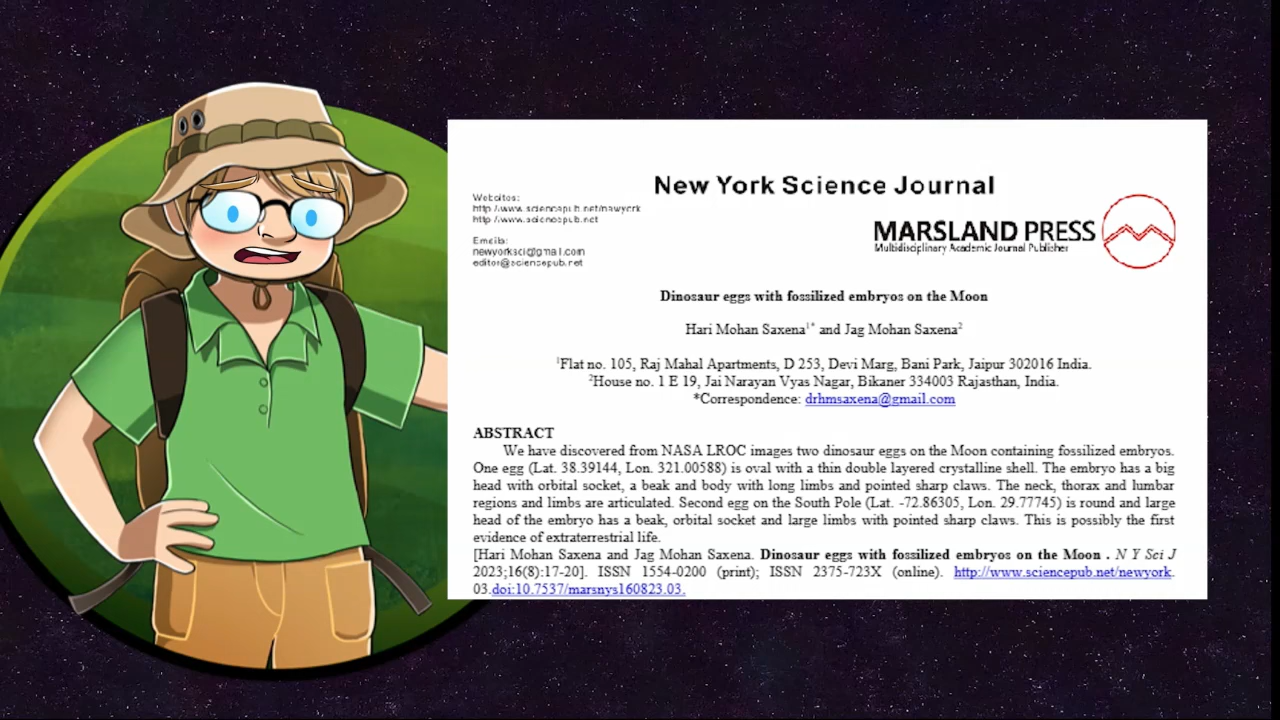 New York Science Journal
Websites:
http://www.sciencepub.net/newyork
http://www.sciencepub.net
Emails:
newyorksci@gmail.com
editor@sciencepub.net
MARSLAND PRESS
Multidisciplinary Academic Journal Publisher
Dinosaur eggs with fossilized embryos on the Moon
Hari Mohan Saxena1* and Jag Mohan Saxena2
1Flat no. 105, Raj Mahal Apartments, D 253, Devi Marg, Bani Park, Jaipur 302016 India.
2House no. 1 E 19, Jai Narayan Vyas Nagar, Bikaner 334003 Rajasthan, India.
*Correspondence: drhmsaxena@gmail.com
ABSTRACT
We have discovered from NASA LROC images two dinosaur eggs on the Moon containing fossilized embryos.
One egg (Lat. 38.39144, Lon. 321.00588) is oval with a thin double layered crystalline shell. The embryo has a big
head with orbital socket, a beak and body with long limbs and pointed sharp claws. The neck, thorax and lumbar
regions and limbs are articulated. Second egg on the South Pole (Lat. -72.86305, Lon. 29.77745) is round and large
head of the embryo has a beak, orbital socket and large limbs with pointed sharp claws. This is possibly the first
evidence of extraterrestrial life.
[Hari Mohan Saxena and Jag Mohan Saxena. Dinosaur eggs with fossilized embryos on the Moon . N Y Sci J
2023;16(8):17-20]. ISSN 1554-0200 (print); ISSN 2375-723X (online). http://www.sciencepub.net/newyork.
03.doi:10.7537/marsnys160823.03.